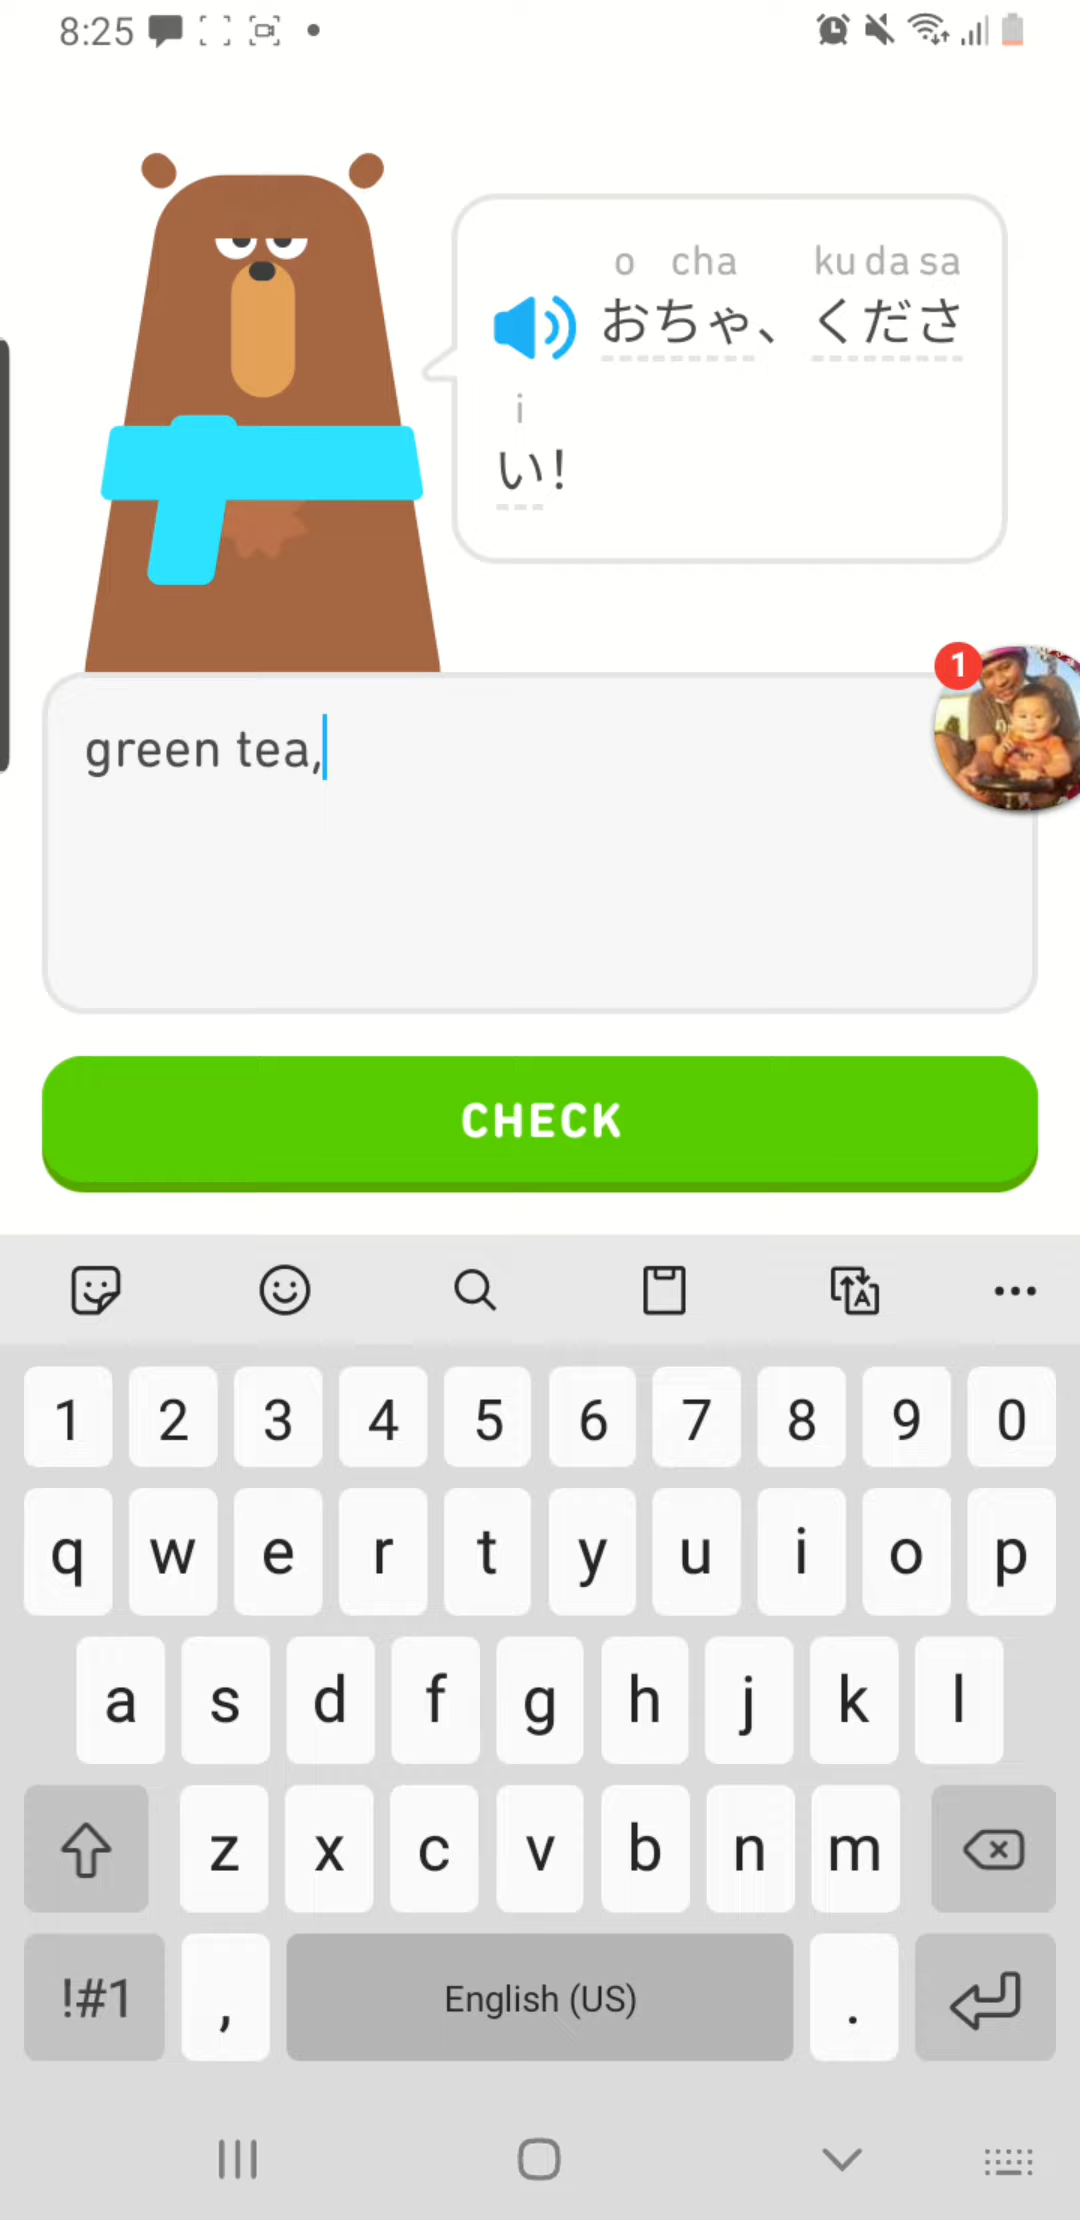 8:25
o cha ku da sa
おちゃ、くださ
i
い!
1
green tea,
CHECK
1 2 3 4 5 6 7 8 9 0
q w e r t y u i o p
a s d f g h j k l
z x c v b n m
!#1 , English (US) .